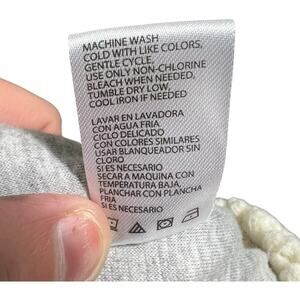 MACHINE WASH
COLD WITH LIKE COLORS,
GENTLE CYCLE,
USE ONLY NON-CHLORINE
BLEACH WHEN NEEDED,
TUMBLE DRY LOW,
COOL IRON IF NEEDED
LAVAR EN LAVADORA
CON AGUA FRIA
CICLO DELICADO
CON COLORES SIMILARES
USAR BLANQUEADOR SIN
CLORO
SI ES NECESARIO
SECAR A MAQUINA CON
TEMPERATURA BAJA,
PLANCHAR CON PLANCHA
FRIA
SI ES NECESARIO